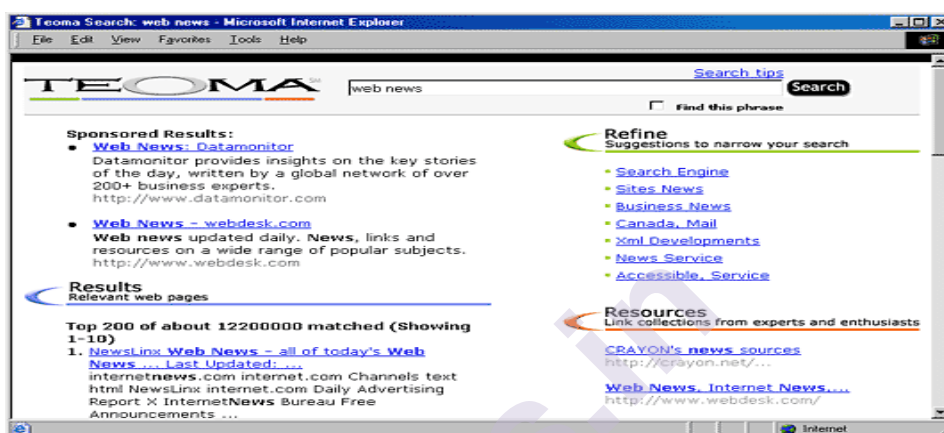 Teoma Search: web news - Microsoft Internet Explorer
File Edit View Favorites Tools Help
TEOMA SM
web news
Search tips
Search
Find this phrase
Sponsored Results:
Web News: Datamonitor
Datamonitor provides insights on the key stories
of the day, written by a global network of over
200+ business experts.
http://www.datamonitor.com
Web News - webdesk.com
Web news updated daily. News, links and
resources on a wide range of popular subjects.
http://www.webdesk.com
Results
Relevant web pages
Top 200 of about 12200000 matched (Showing
1-10)
1. NewsLinx Web News - all of today's Web
News ... Last Updated: ...
internetnews.com internet.com Channels text
html NewsLinx internet.com Daily Advertising
Report X InternetNews Bureau Free
Announcements ...
Refine
Suggestions to narrow your search
Search Engine
Sites News
Business News
Canada, Mail
Xml Developments
News Service
Accessible, Service
Resources
Link collections from experts and enthusiasts
CRAYON's news sources
http://crayon.net/...
Web News, Internet News,...
http://www.webdesk.com/
Internet